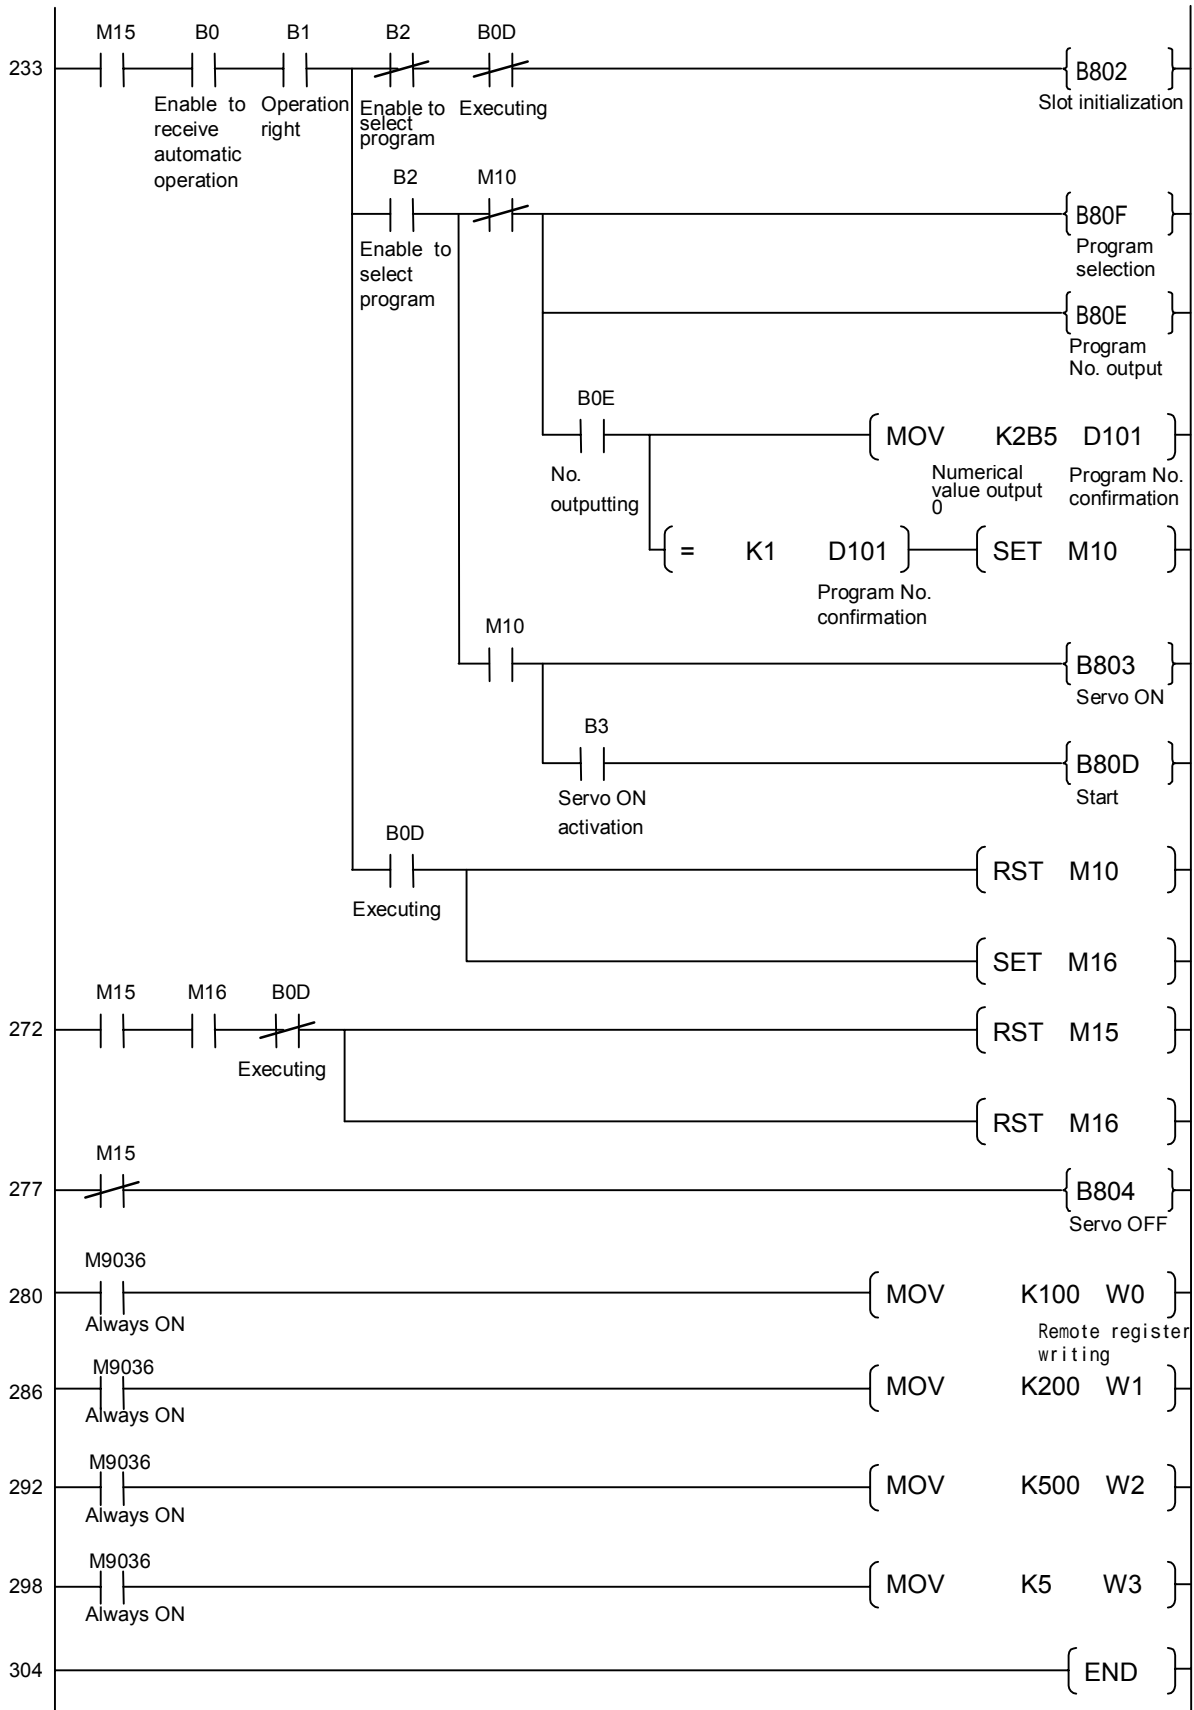 M15 B0 B1 B2 B0D
233 B802
Enable to receive automatic operation
Operation right
Enable to select program
Executing
Slot initialization
B2 M10
B80F
Enable to select program
Program selection
B80E
Program No. output
B0E
MOV K2B5 D101
No. outputting
Numerical value output 0
Program No. confirmation
= K1 D101 SET M10
Program No. confirmation
M10
B803
Servo ON
B3
B80D
Servo ON activation
Start
B0D
RST M10
Executing
SET M16
M15 M16 B0D
272 RST M15
Executing
RST M16
M15
277 B804
Servo OFF
M9036
280 MOV K100 W0
Always ON
Remote register writing
M9036
286 MOV K200 W1
Always ON
M9036
292 MOV K500 W2
Always ON
M9036
298 MOV K5 W3
Always ON
304 END